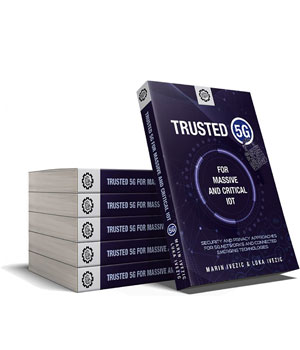 TRUSTED 5G
FOR
MASSIVE
AND CRITICAL
IOT
SECURITY AND PRIVACY APPROACHES
FOR 5G NETWORKS AND CONNECTED
EMERGING TECHNOLOGIES
MARIN IVEZIC & LUKA IVEZIC
TRUSTED 5G FOR MASSIVE AND CRITICAL IOT
TRUSTED 5G FOR MA
TRUSTED 5G FOR MASS
TRUSTED 5G FOR MASSIVE
TRUSTED 5G FOR MASSIVE
TRUSTED 5G FOR MASSIVE AN